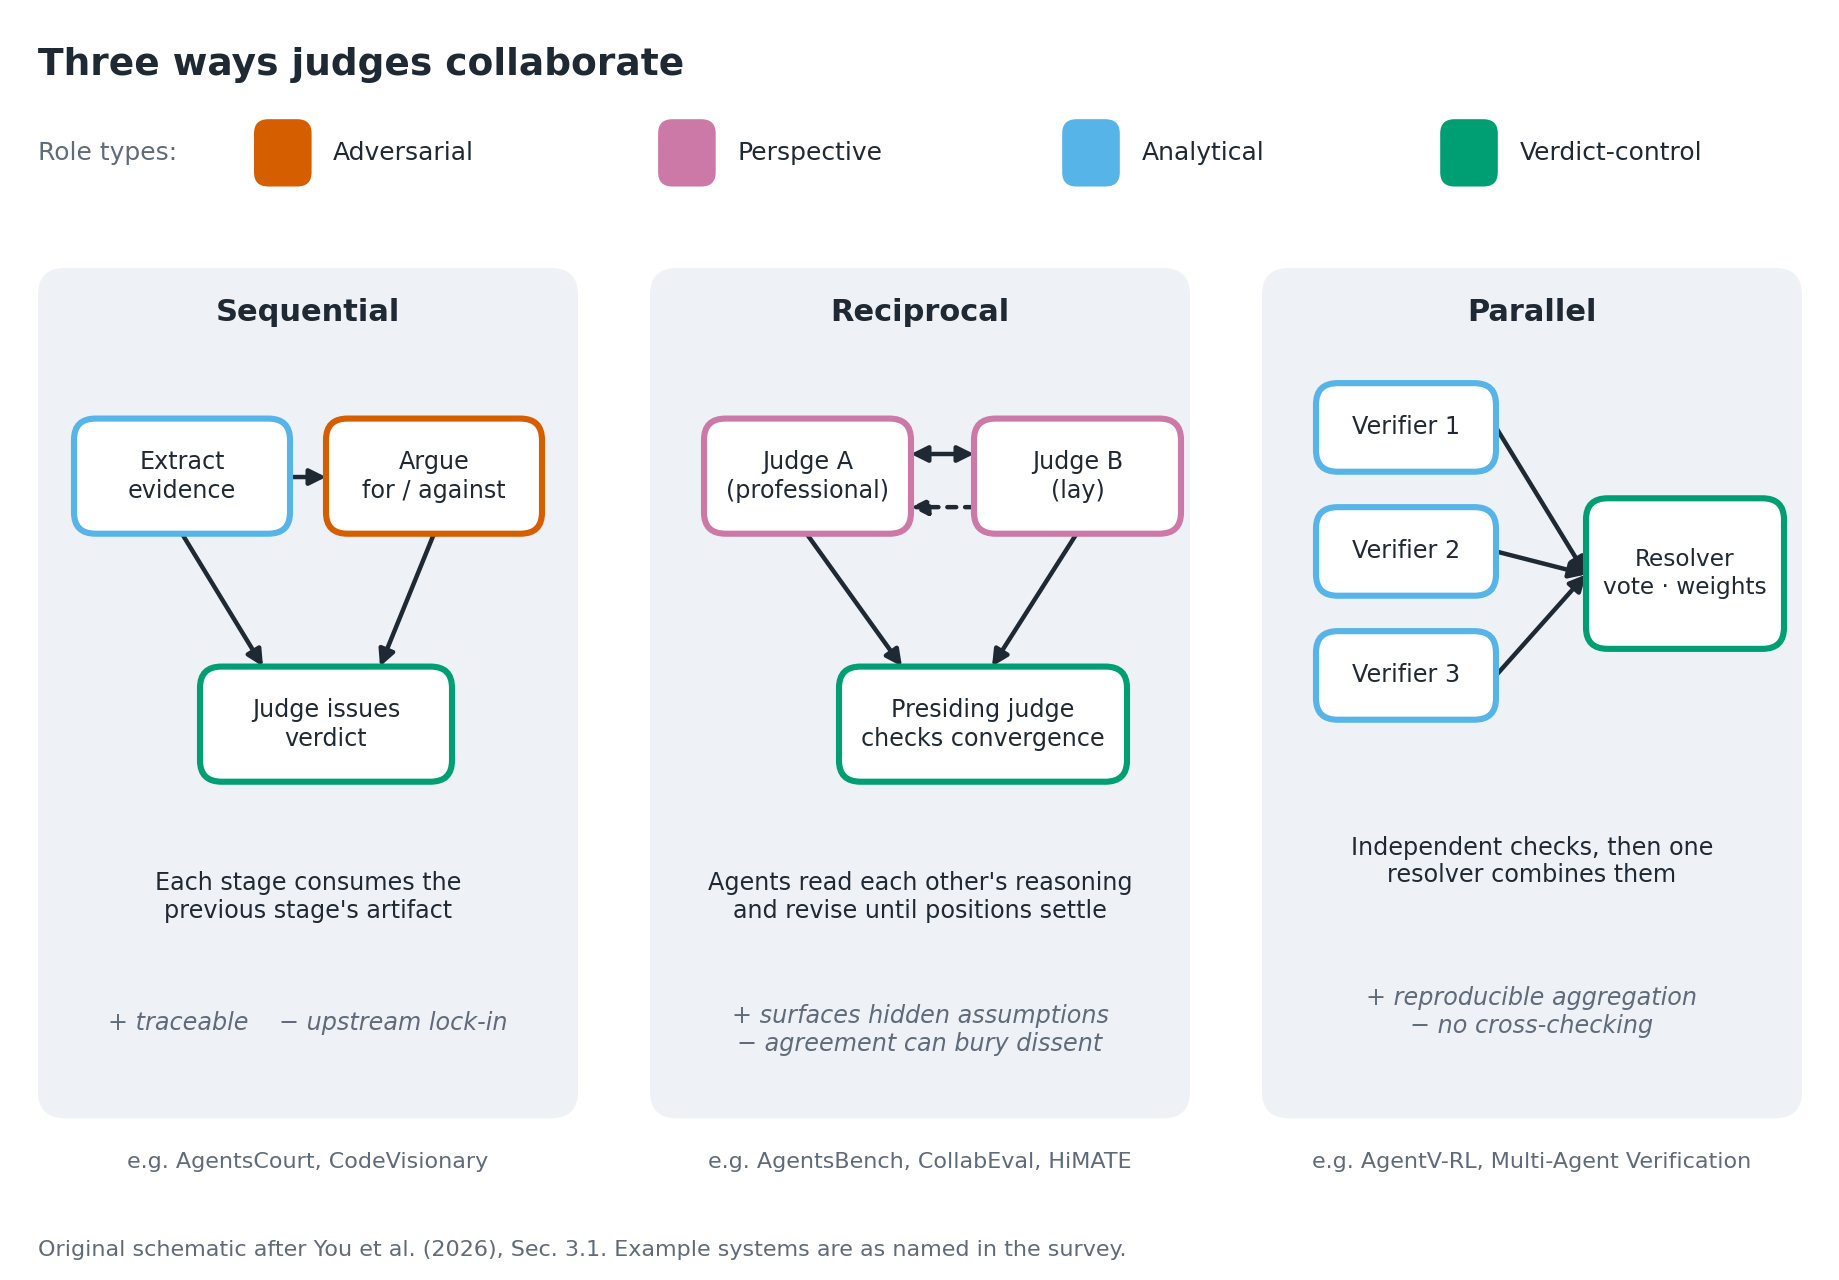 Three ways judges collaborate
Role types:
Adversarial
Perspective
Analytical
Verdict-control
Sequential
Extract
evidence
Argue
for / against
Judge issues
verdict
Each stage consumes the
previous stage's artifact
+ traceable − upstream lock-in
e.g. AgentsCourt, CodeVisionary
Reciprocal
Judge A
(professional)
Judge B
(lay)
Presiding judge
checks convergence
Agents read each other's reasoning
and revise until positions settle
+ surfaces hidden assumptions
− agreement can bury dissent
e.g. AgentsBench, CollabEval, HiMATE
Parallel
Verifier 1
Verifier 2
Verifier 3
Resolver
vote · weights
Independent checks, then one
resolver combines them
+ reproducible aggregation
− no cross-checking
e.g. AgentV-RL, Multi-Agent Verification
Original schematic after You et al. (2026), Sec. 3.1. Example systems are as named in the survey.